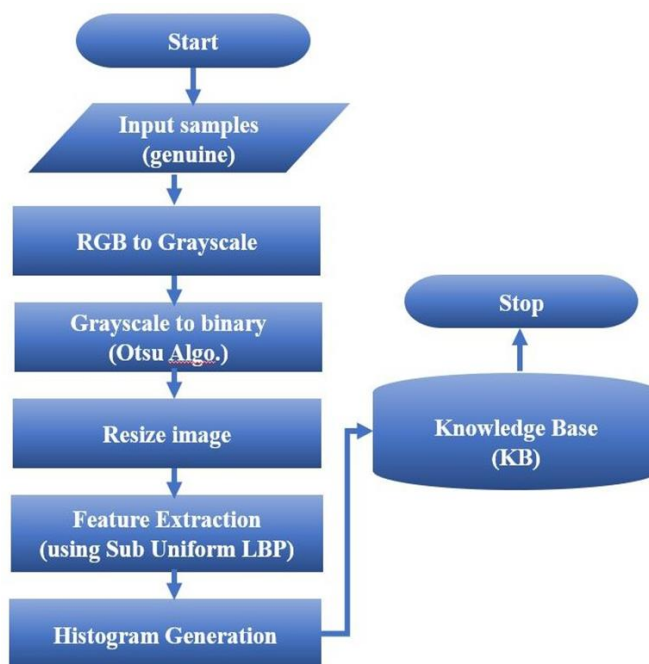 Start
Input samples
(genuine)
RGB to Grayscale
Grayscale to binary
(Otsu Algo.)
Resize image
Feature Extraction
(using Sub Uniform LBP)
Histogram Generation
Knowledge Base
(KB)
Stop